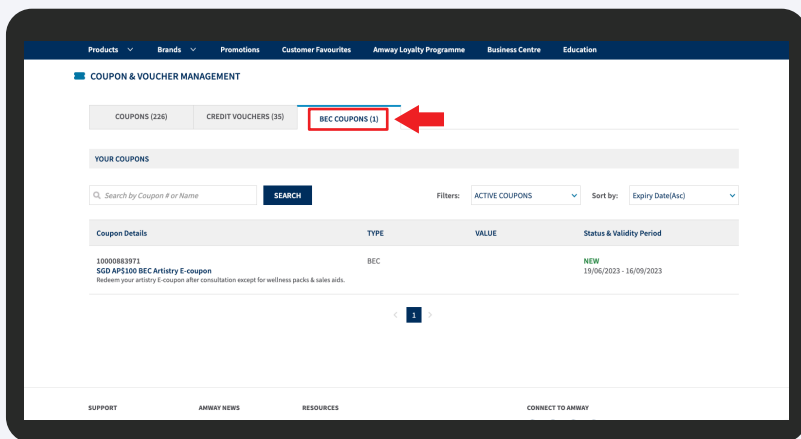 Products Brands Promotions Customer Favourites Amway Loyalty Programme Business Centre Education
COUPON & VOUCHER MANAGEMENT
COUPONS (226) CREDIT VOUCHERS (35) BEC COUPONS (1)
YOUR COUPONS
Search by Coupon # or Name SEARCH Filters: ACTIVE COUPONS Sort by: Expiry Date(Asc)
Coupon Details TYPE VALUE Status & Validity Period
10000883971 BEC NEW
SGD AP$100 BEC Artistry E-coupon 19/06/2023 - 16/09/2023
Redeem your artistry E-coupon after consultation except for wellness packs & sales aids.
< 1 >
SUPPORT AMWAY NEWS RESOURCES CONNECT TO AMWAY